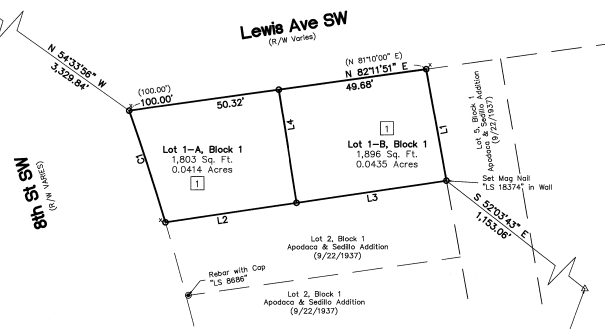 Lewis Ave SW
(R/W Varies)
N 54°33'56" W
3,329.84'
(100.00')
100.00'
50.32'
(N 81°10'00" E)
N 82°11'51" E
49.68'
8th St SW
(R/W VARIES)
C1
L4
L1
Lot 1-A, Block 1
1,803 Sq. Ft.
0.0414 Acres
1
1
Lot 1-B, Block 1
1,896 Sq. Ft.
0.0435 Acres
Lot 5, Block 1
Apodaca & Sedillo Addition
(9/22/1937)
L2
L3
Set Mag Nail
"LS 18374" in Wall
S 52°03'43" E
1,153.06'
Lot 2, Block 1
Apodaca & Sedillo Addition
(9/22/1937)
Rebar with Cap
"LS 8686"
Lot 2, Block 1
Apodaca & Sedillo Addition
(9/22/1937)